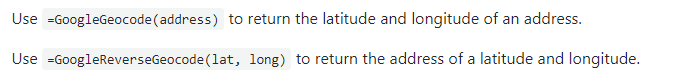 Use =GoogleGeocode(address) to return the latitude and longitude of an address.
Use =GoogleReverseGeocode(lat, long) to return the address of a latitude and longitude.